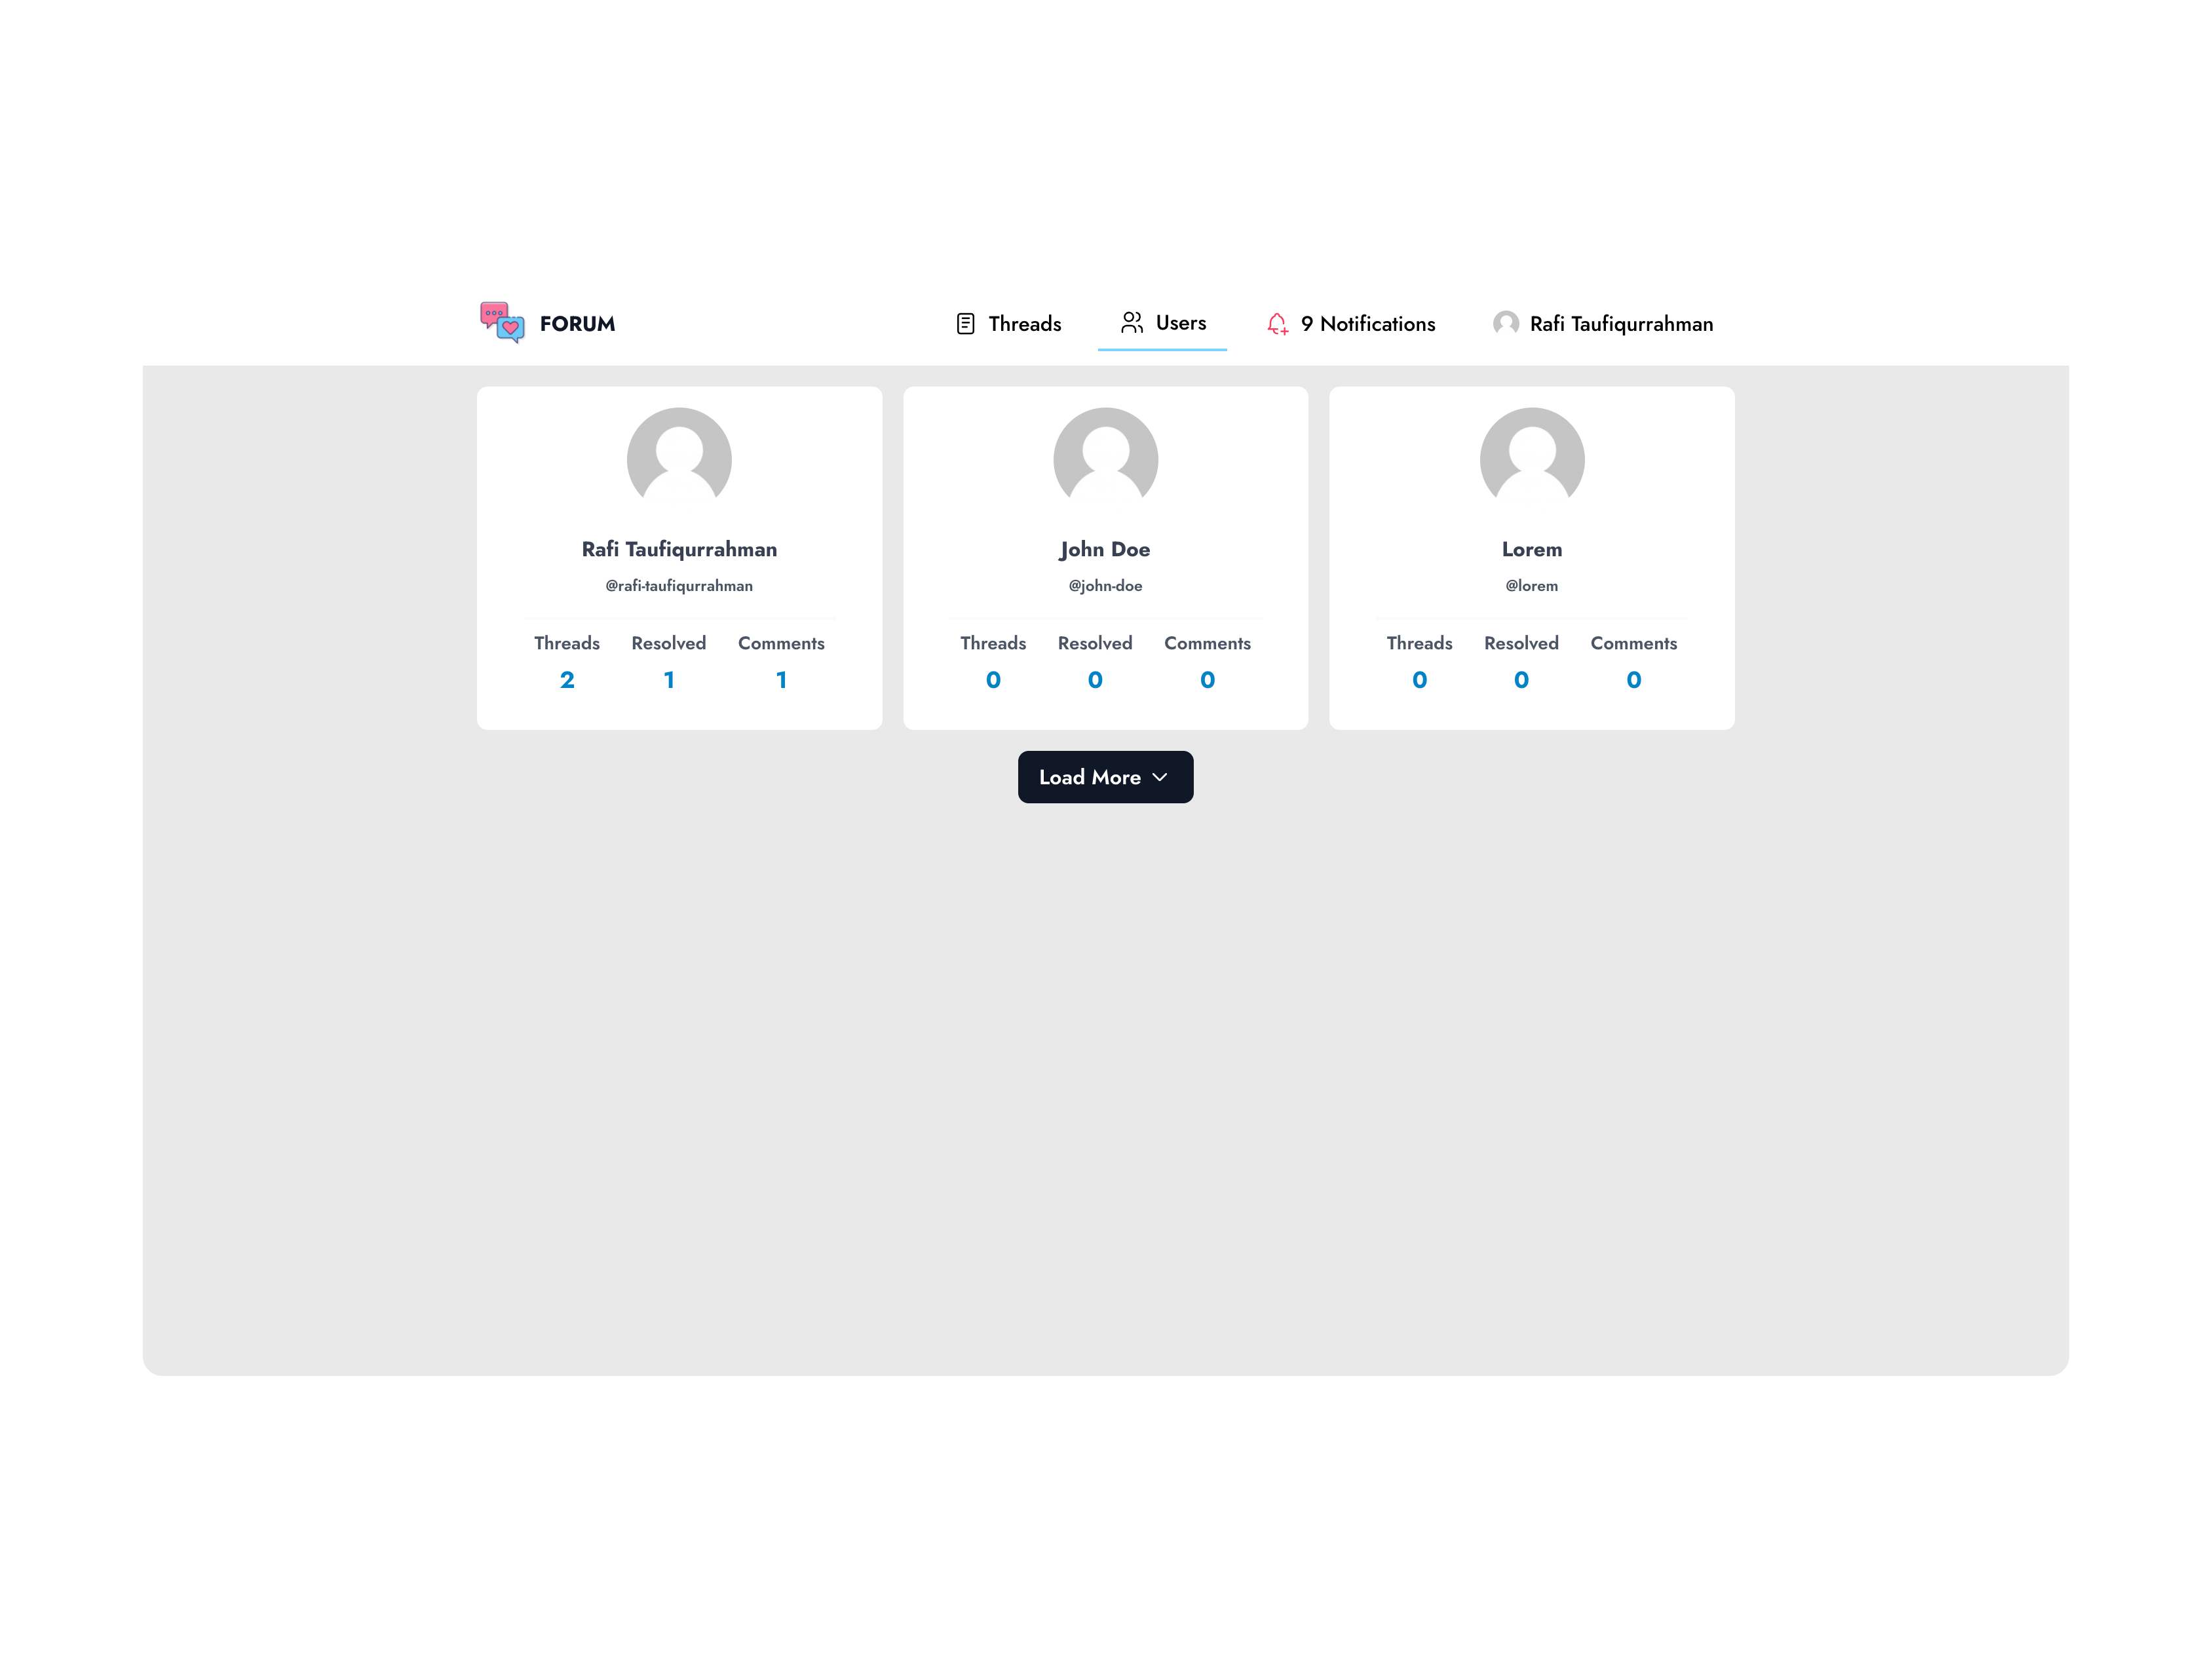 FORUM
Threads
Users
9 Notifications
Rafi Taufiqurrahman
Rafi Taufiqurrahman
@rafi-taufiqurrahman
Threads Resolved Comments
2 1 1
John Doe
@john-doe
Threads Resolved Comments
0 0 0
Lorem
@lorem
Threads Resolved Comments
0 0 0
Load More